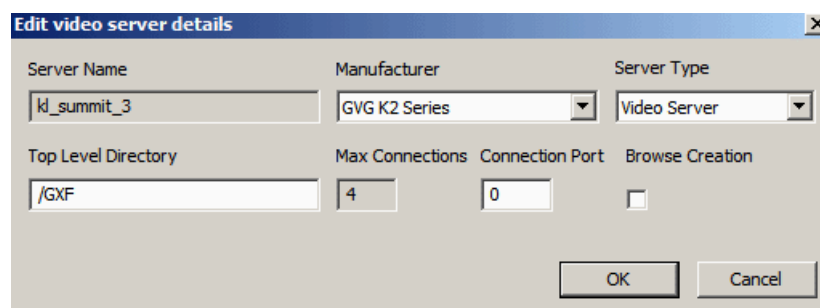 Edit video server details
Server Name Manufacturer Server Type
kl_summit_3 GVG K2 Series Video Server
Top Level Directory Max Connections Connection Port Browse Creation
/GXF 4 0
OK Cancel